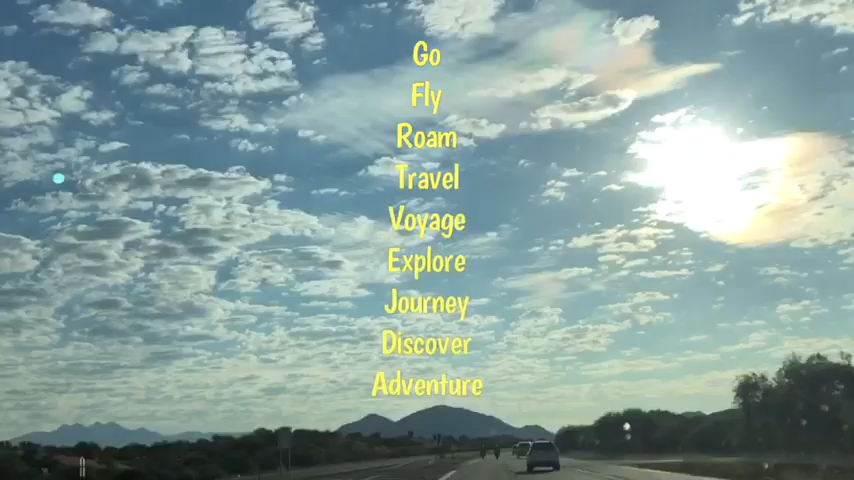 Go
Fly
Roam
Travel
Voyage
Explore
Journey
Discover
Adventure